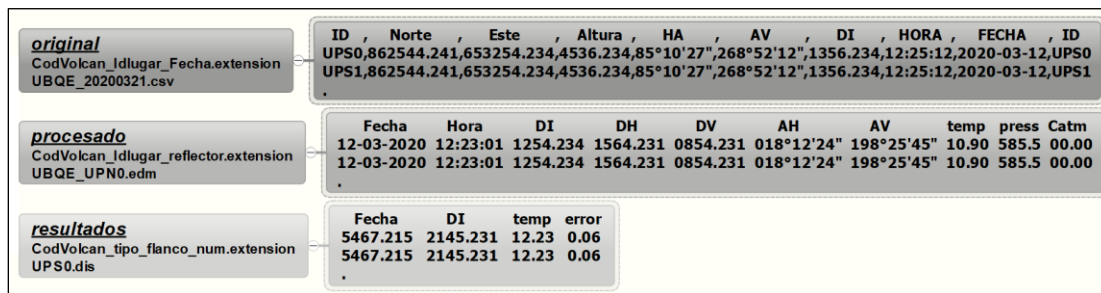 original
CodVolcan_Idlugar_Fecha.extension
UBQE_20200321.csv
ID , Norte , Este , Altura , HA , AV , DI , HORA , FECHA , ID
UPS0,862544.241,653254.234,4536.234,85°10'27",268°52'12",1356.234,12:25:12,2020-03-12,UPS0
UPS1,862544.241,653254.234,4536.234,85°10'27",268°52'12",1356.234,12:25:12,2020-03-12,UPS1
.
procesado
CodVolcan_Idlugar_reflector.extension
UBQE_UPN0.edm
Fecha Hora DI DH DV AH AV temp press Catm
12-03-2020 12:23:01 1254.234 1564.231 0854.231 018°12'24" 198°25'45" 10.90 585.5 00.00
12-03-2020 12:23:01 1254.234 1564.231 0854.231 018°12'24" 198°25'45" 10.90 585.5 00.00
.
resultados
CodVolcan_tipo_flanco_num.extension
UPS0.dis
Fecha DI temp error
5467.215 2145.231 12.23 0.06
5467.215 2145.231 12.23 0.06
.